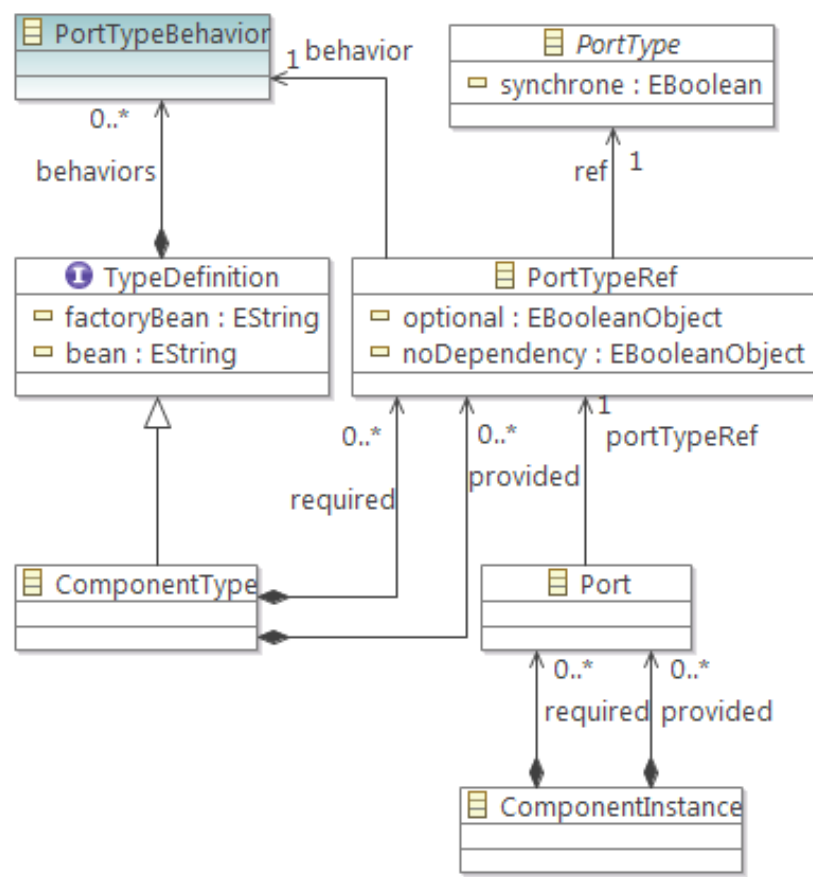 PortTypeBehavior
1 behavior
PortType
synchrone : EBoolean
0..*
behaviors
ref 1
I TypeDefinition
factoryBean : EString
bean : EString
PortTypeRef
optional : EBooleanObject
noDependency : EBooleanObject
0..* 0..* 1
portTypeRef
required provided
ComponentType
Port
0..* 0..*
required provided
ComponentInstance